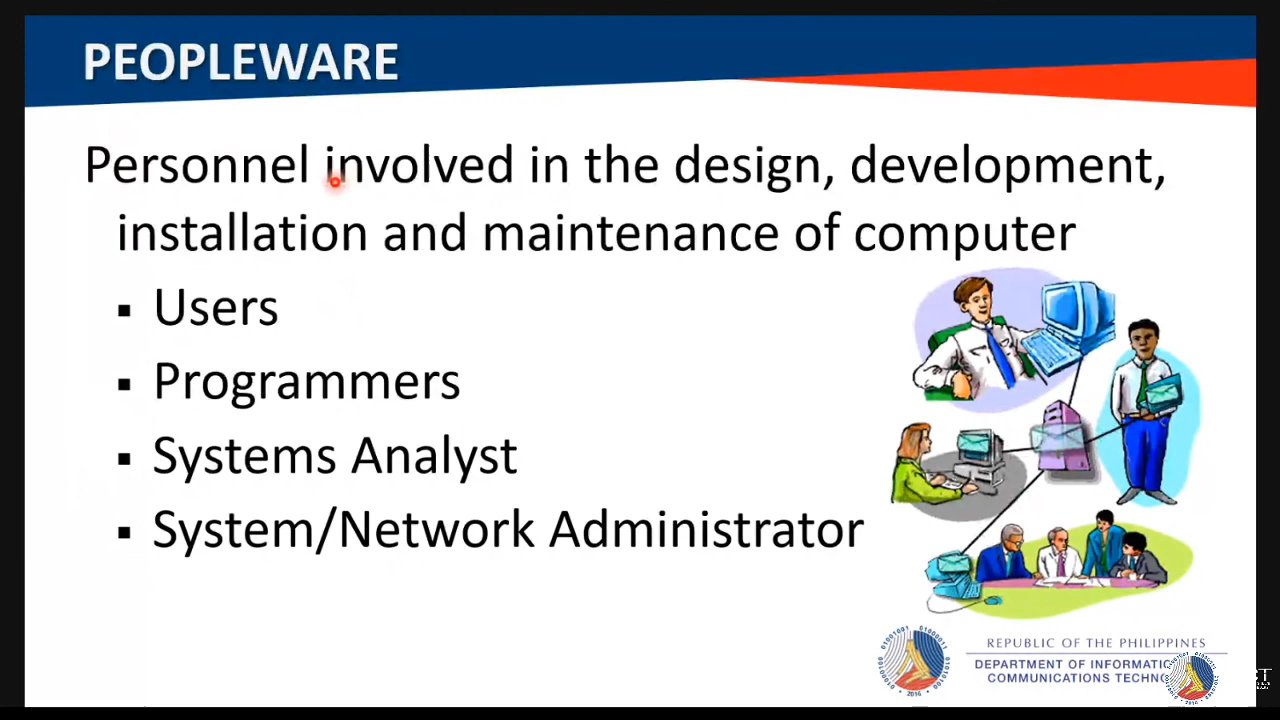 PEOPLEWARE
Personnel involved in the design, development,
installation and maintenance of computer
▪ Users
▪ Programmers
▪ Systems Analyst
▪ System/Network Administrator
REPUBLIC OF THE PHILIPPINES
DEPARTMENT OF INFORMATIC
COMMUNICATIONS TECHNO
2016